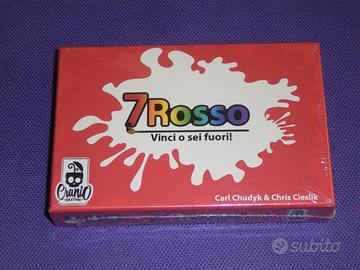 7Rosso
Vinci o sei fuori!
Cranio
Carl Chudyk & Chris Cieslik
subito